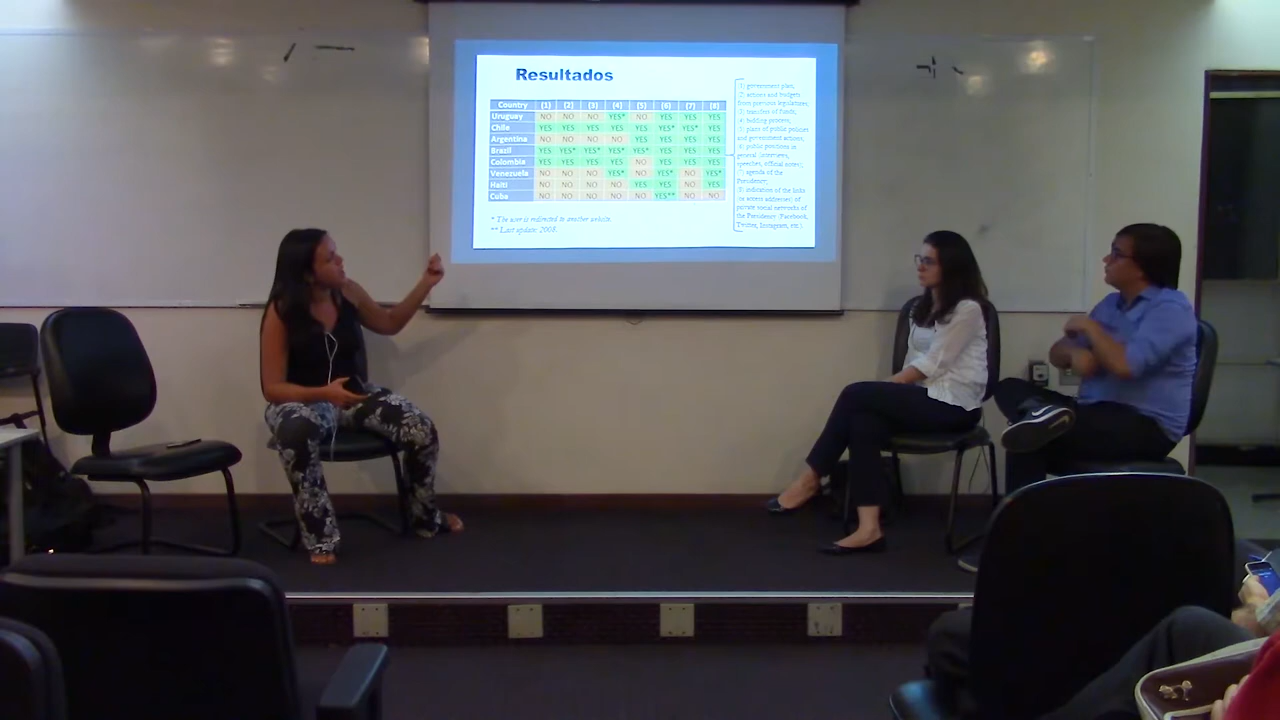 Resultados
Country (1) (2) (3) (4) (5) (6) (7) (8)
Uruguay NO NO NO YES* NO YES YES YES
Chile YES YES YES YES YES YES* YES* YES
Argentina NO NO NO NO YES YES YES YES
Brazil YES YES* YES* YES* YES* YES YES YES
Colombia YES YES YES YES NO YES YES YES
Venezuela NO NO NO YES* NO YES* NO YES*
Haiti NO NO NO NO YES YES NO YES
Cuba NO NO NO NO NO YES** NO NO
* The user is redirected to another website.
** Last update, 2008.
(1) government plan;
(2) actions and budgets
from previous legislatures;
(3) transfers of funds;
(4) bidding process;
(5) plans of public policies
and government actions;
(6) public positions in
general (interviews,
speeches, official notes);
(7) agenda of the
Presidency;
(8) indication of the links
(or access addresses) of
private social networks of
the Presidency (Facebook,
Twitter, Instagram, etc.).